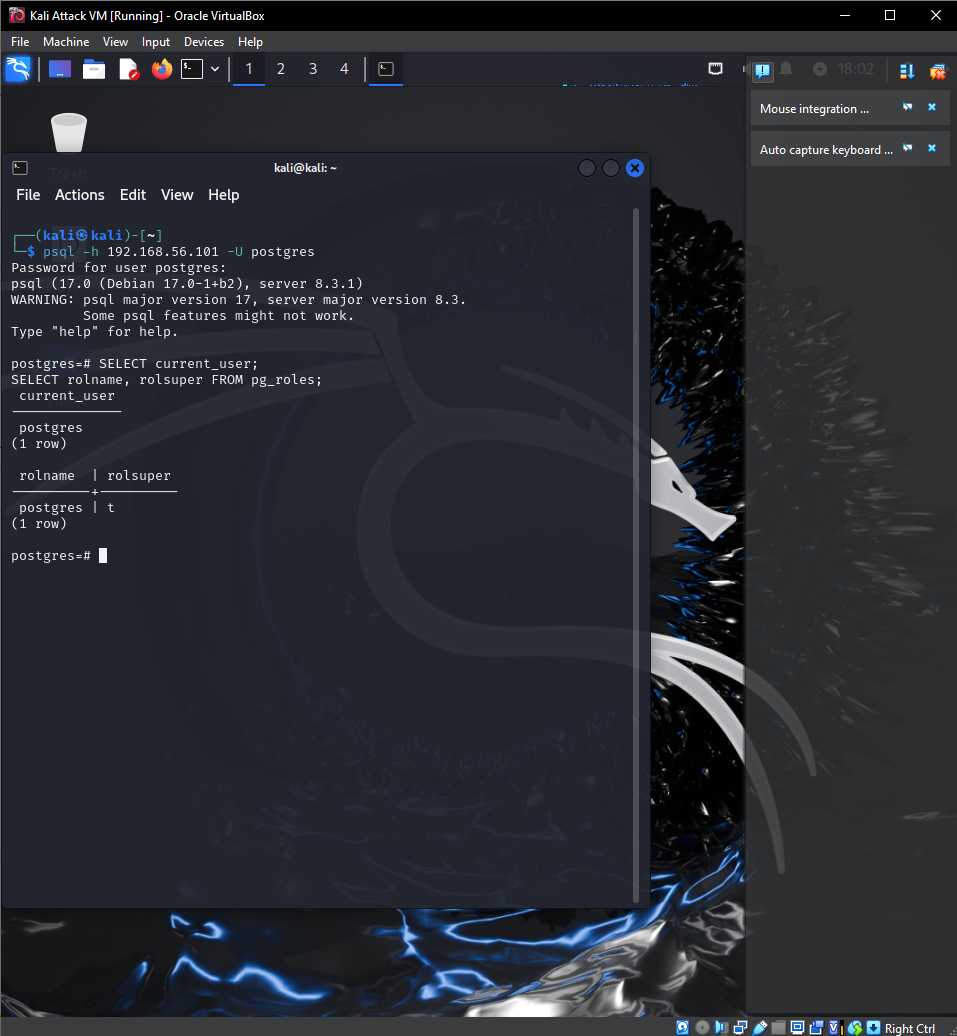 Kali Attack VM [Running] - Oracle VirtualBox
File Machine View Input Devices Help
1 2 3 4
18:02
Mouse integration ...
Auto capture keyboard ...
Trash
kali@kali: ~
File Actions Edit View Help
┌──(kali㉿kali)-[~]
└─$ psql -h 192.168.56.101 -U postgres
Password for user postgres:
psql (17.0 (Debian 17.0-1+b2), server 8.3.1)
WARNING: psql major version 17, server major version 8.3.
Some psql features might not work.
Type "help" for help.
postgres=# SELECT current_user;
SELECT rolname, rolsuper FROM pg_roles;
current_user
--------------
postgres
(1 row)
rolname | rolsuper
----------+----------
postgres | t
(1 row)
postgres=#
Right Ctrl